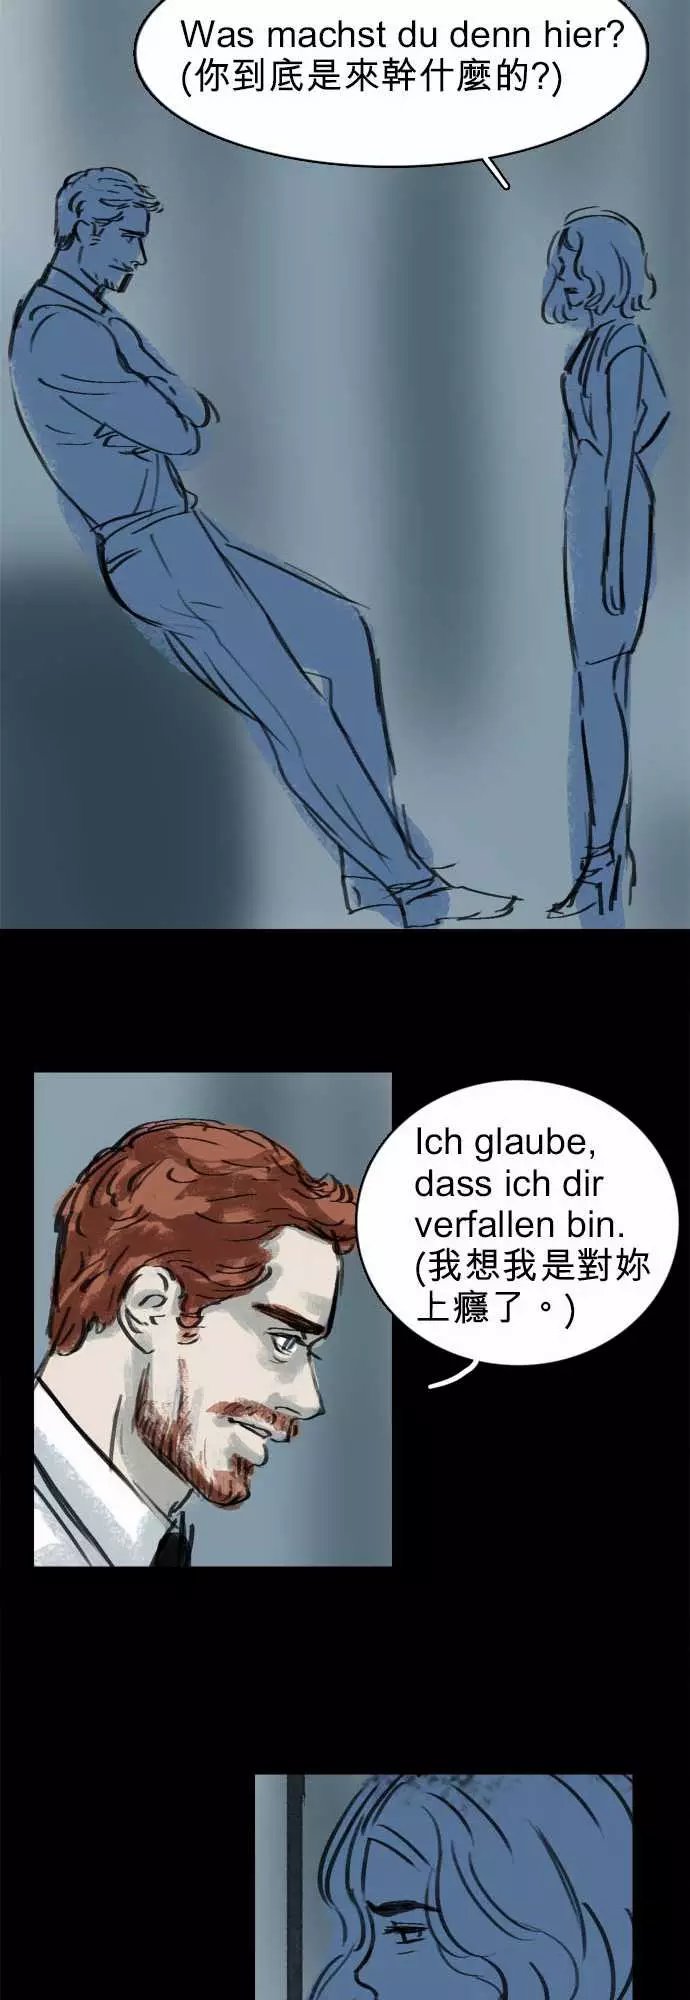 Was machst du denn hier?
(你到底是來幹什麼的?)
Ich glaube,
dass ich dir
verfallen bin.
(我想我是對妳
上癮了。)